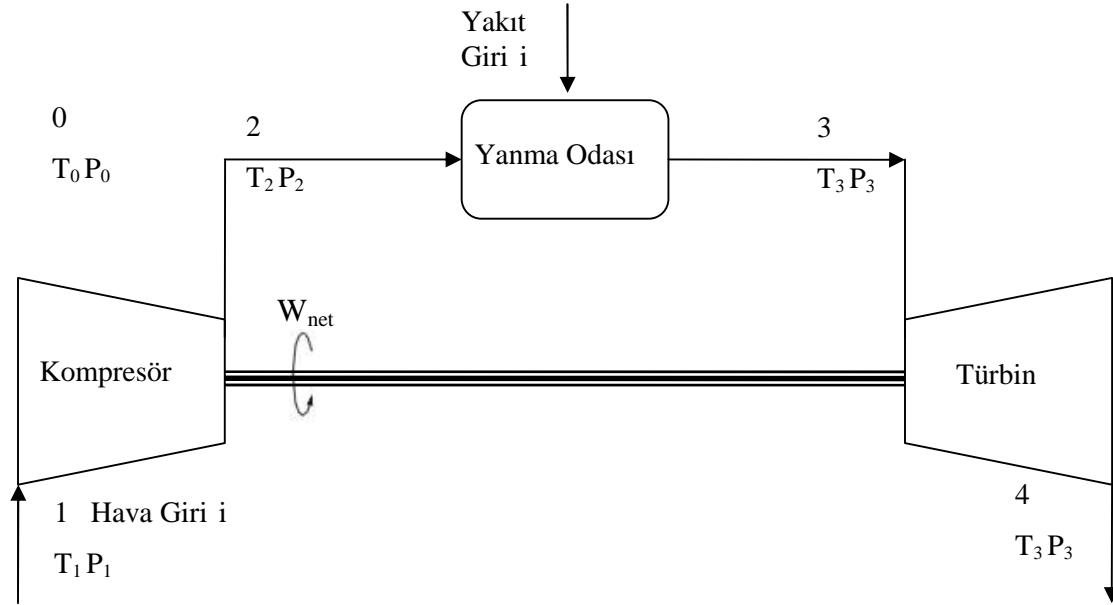 Yakıt
Giri i
0
T₀ P₀
2
T₂ P₂
Yanma Odası
3
T₃ P₃
Wnet
Kompresör
Türbin
1 Hava Giri i
T₁ P₁
4
T₃ P₃